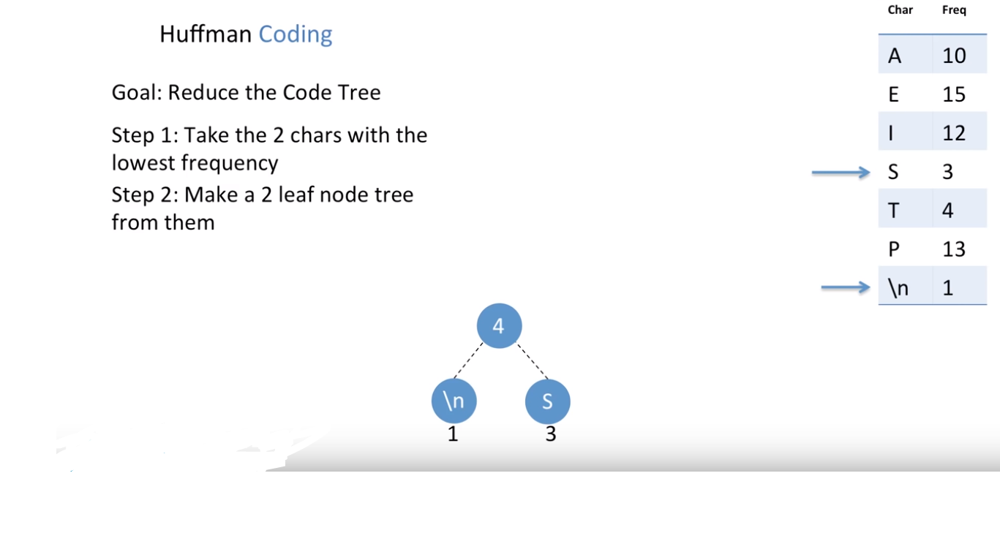 Huffman Coding
Goal: Reduce the Code Tree
Step 1: Take the 2 chars with the
lowest frequency
Step 2: Make a 2 leaf node tree
from them
Char Freq
A 10
E 15
I 12
S 3
T 4
P 13
\n 1
4
\n S
1 3